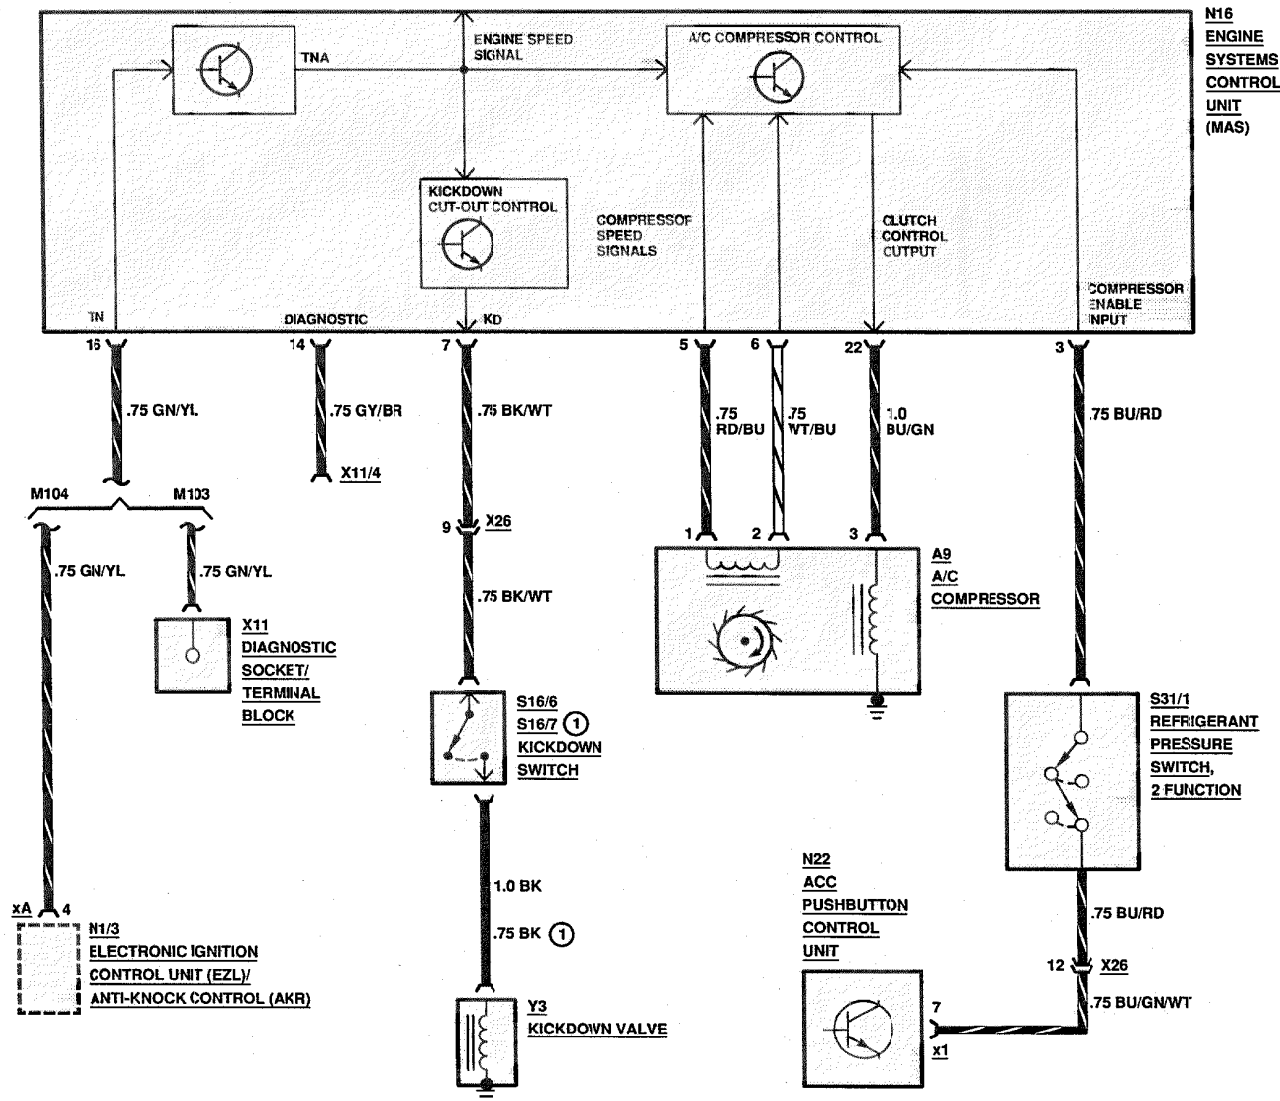 N16
ENGINE
SYSTEMS
CONTROL
UNIT
(MAS)
TNA
ENGINE SPEED
SIGNAL
A/C COMPRESSOR CONTROL
KICKDOWN
CUT-OUT CONTROL
COMPRESSOF
SPEED
SIGNALS
CLUTCH
CONTROL
CUTPUT
COMPRESSOR
ENABLE
INPUT
TN
DIAGNOSTIC
KD
16
14
7
5
6
22
3
.75 GN/YL
.75 GY/BR
.75 BK/WT
.75
RD/BU
.75
WT/BU
1.0
BU/GN
.75 BU/RD
X11/4
M104
M103
9
X26
1
2
3
.75 GN/YL
.75 GN/YL
.75 BK/WT
A9
A/C
COMPRESSOR
X11
DIAGNOSTIC
SOCKET/
TERMINAL
BLOCK
S16/6
S16/7 1
KICKDOWN
SWITCH
S31/1
REFRIGERANT
PRESSURE
SWITCH,
2 FUNCTION
1.0 BK
.75 BK 1
N22
ACC
PUSHBUTTON
CONTROL
UNIT
.75 BU/RD
12
X26
.75 BU/GN/WT
7
x1
xA
4
N1/3
ELECTRONIC IGNITION
CONTROL UNIT (EZL)/
ANTI-KNOCK CONTROL (AKR)
Y3
KICKDOWN VALVE